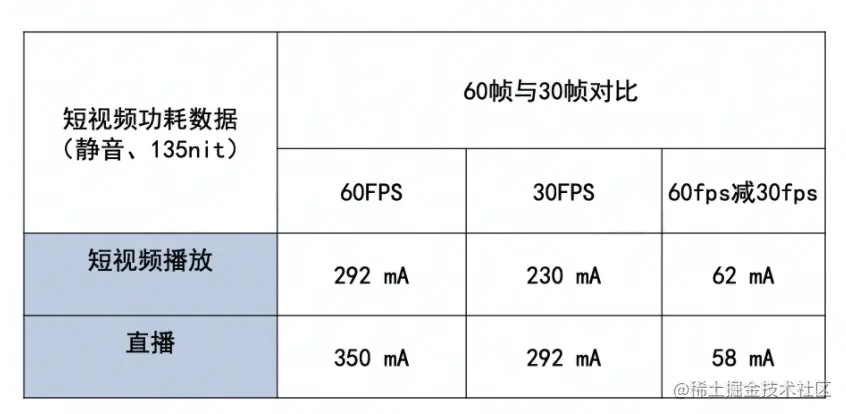 短视频功耗数据
（静音、135nit）
60帧与30帧对比
60FPS
30FPS
60fps减30fps
短视频播放
292 mA
230 mA
62 mA
直播
350 mA
292 mA
58 mA
@稀土掘金技术社区